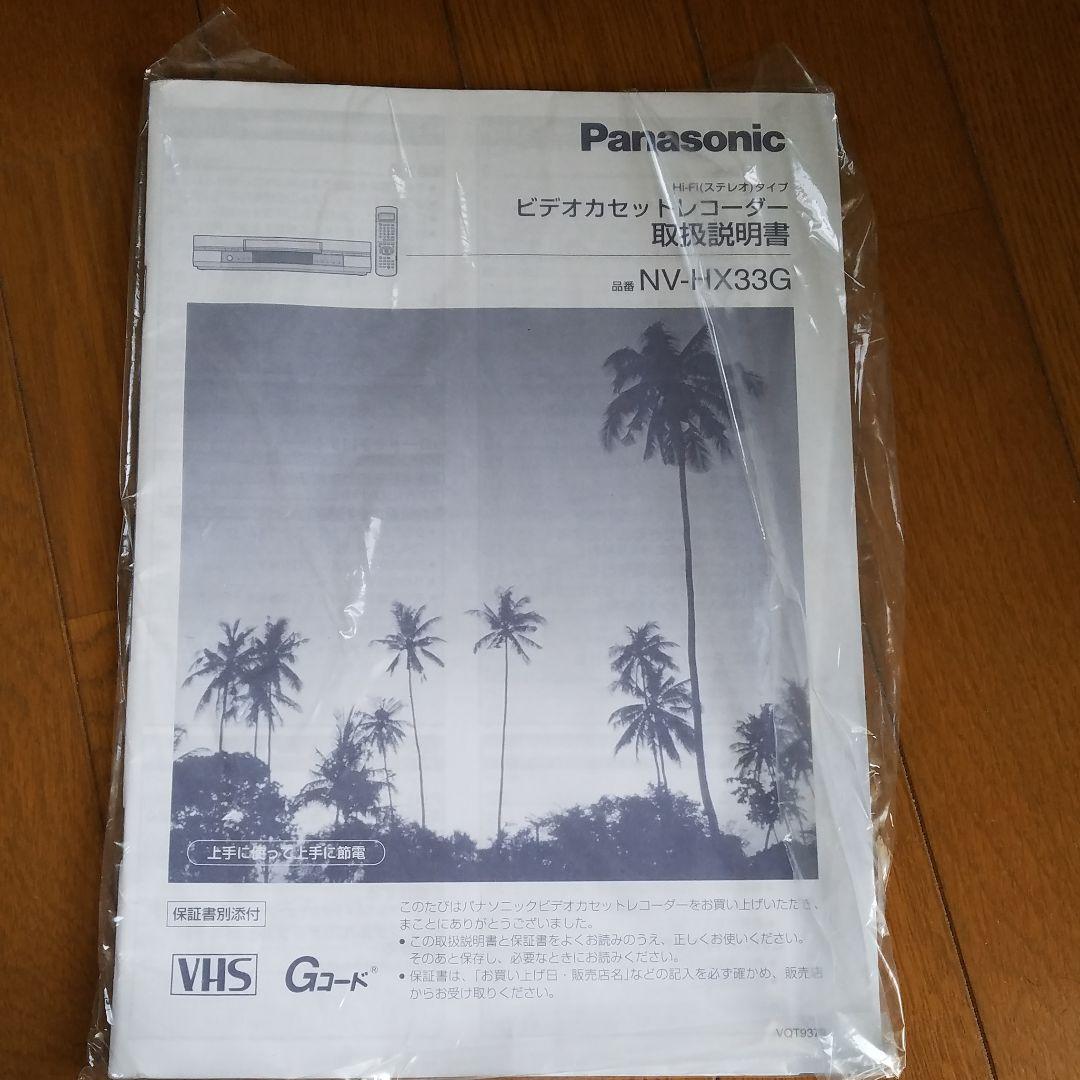 Panasonic
Hi-Fi(ステレオ)タイプ
ビデオカセットレコーダー
取扱説明書
品番 NV-HX33G
上手に使って上手に節電
保証書別添付
このたびはパナソニックビデオカセットレコーダーをお買い上げいただき、
まことにありがとうございました。
●この取扱説明書と保証書をよくお読みのうえ、正しくお使いください。
そのあと保存し、必要なときにお読みください。
●保証書は、「お買い上げ日・販売店名」などの記入を必ず確かめ、販売店
からお受け取りください。
VHS
Gコード®